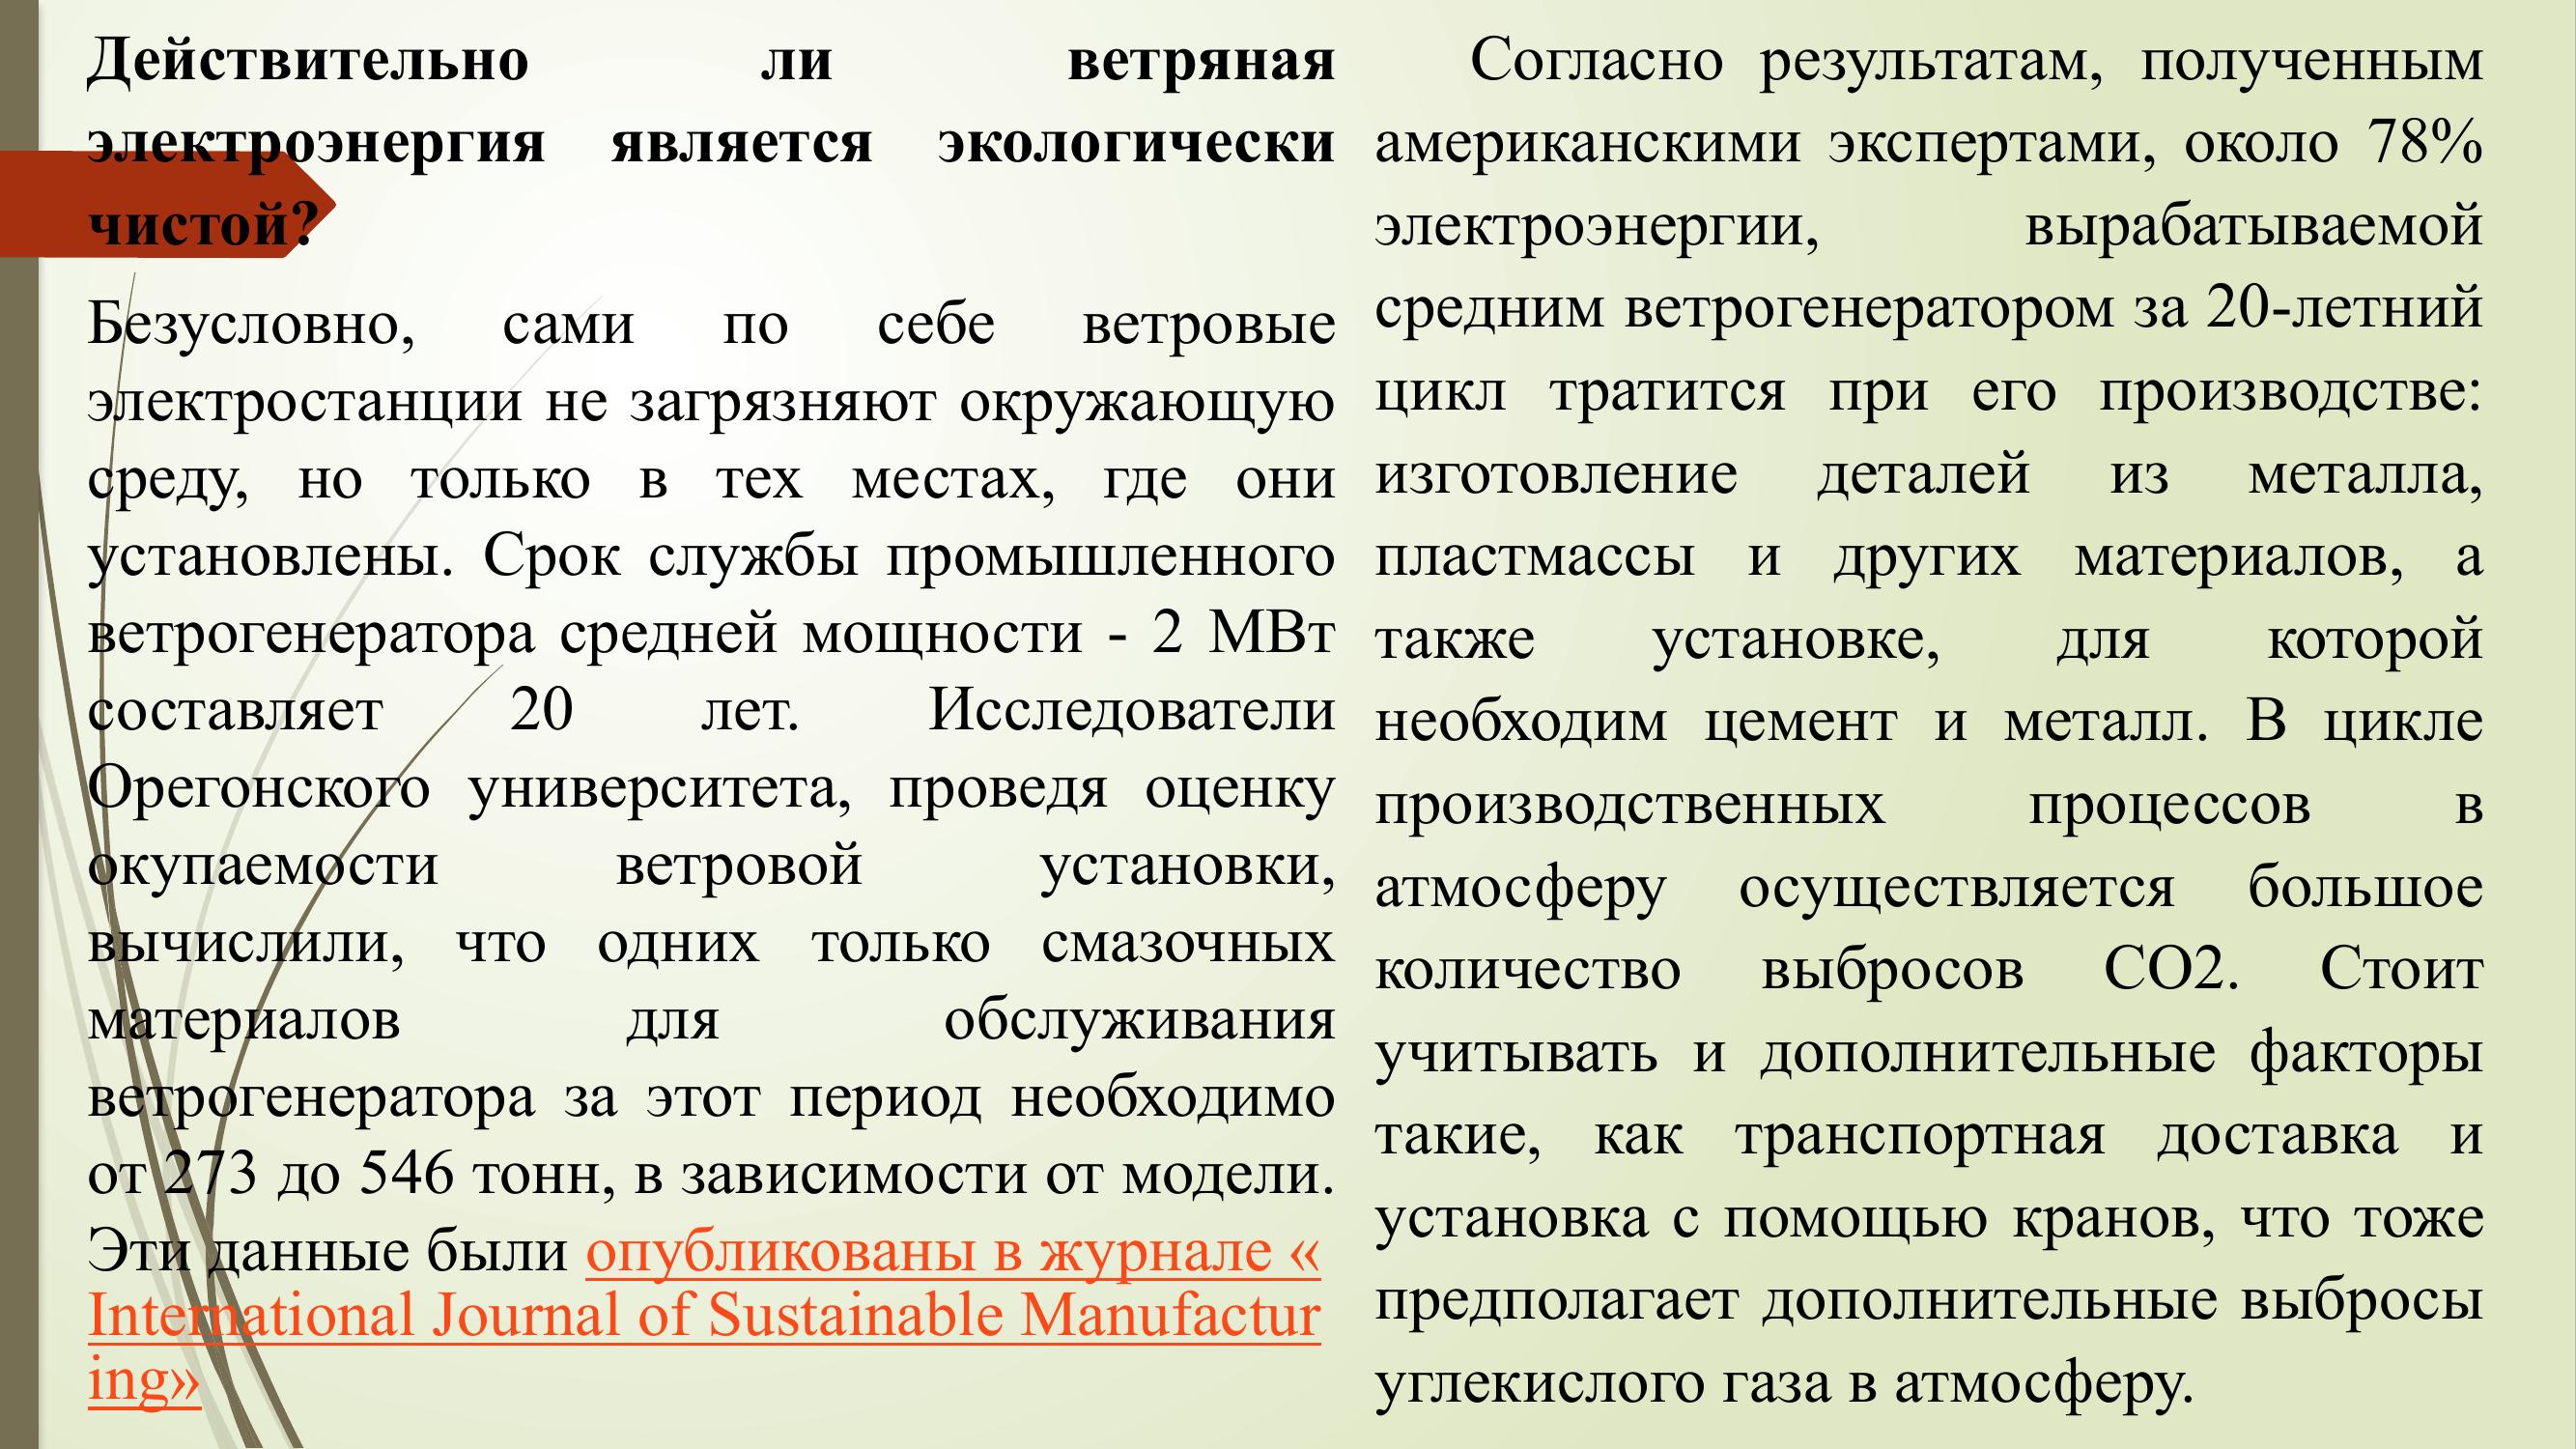 Действительно ли ветряная
электроэнергия является экологически
чистой?
Безусловно, сами по себе ветровые
электростанции не загрязняют окружающую
среду, но только в тех местах, где они
установлены. Срок службы промышленного
ветрогенератора средней мощности - 2 МВт
составляет 20 лет. Исследователи
Орегонского университета, проведя оценку
окупаемости ветровой установки,
вычислили, что одних только смазочных
материалов для обслуживания
ветрогенератора за этот период необходимо
от 273 до 546 тонн, в зависимости от модели.
Эти данные были опубликованы в журнале «
International Journal of Sustainable Manufactur
ing»
Согласно результатам, полученным
американскими экспертами, около 78%
электроэнергии, вырабатываемой
средним ветрогенератором за 20-летний
цикл тратится при его производстве:
изготовление деталей из металла,
пластмассы и других материалов, а
также установке, для которой
необходим цемент и металл. В цикле
производственных процессов в
атмосферу осуществляется большое
количество выбросов СО2. Стоит
учитывать и дополнительные факторы
такие, как транспортная доставка и
установка с помощью кранов, что тоже
предполагает дополнительные выбросы
углекислого газа в атмосферу.